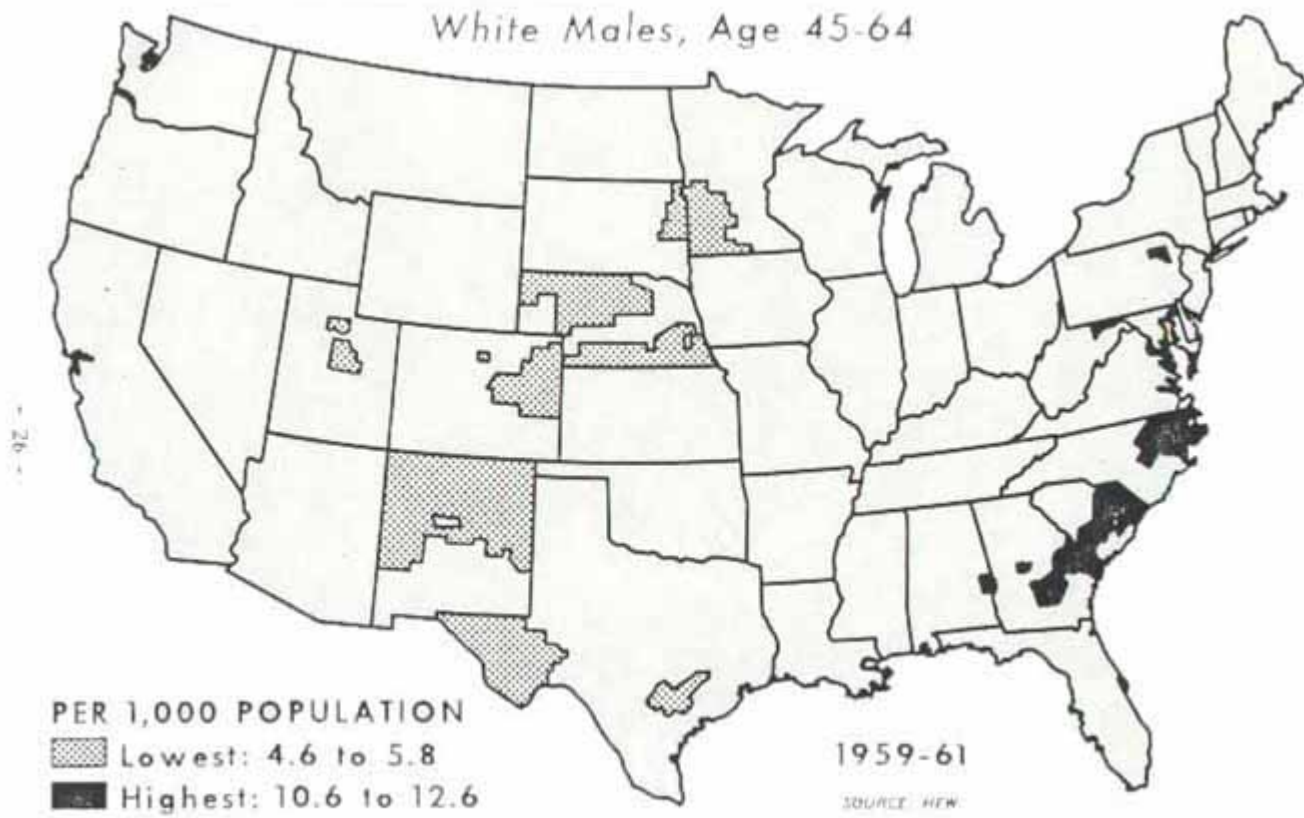 White Males, Age 45-64
- 26 -
PER 1,000 POPULATION
Lowest: 4.6 to 5.8
Highest: 10.6 to 12.6
1959-61
SOURCE HEW